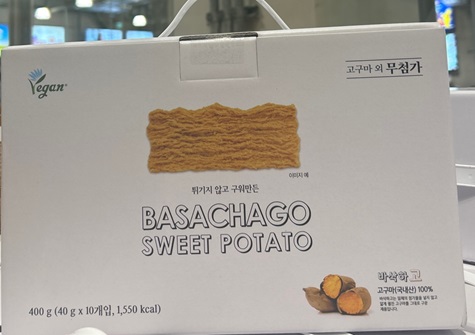 Vegan
고구마 외 무첨가
이미지 예
튀기지 않고 구워만든
BASACHAGO
SWEET POTATO
바삭하고
고구마(국내산) 100%
400 g (40 g x 10개입, 1,550 kcal)